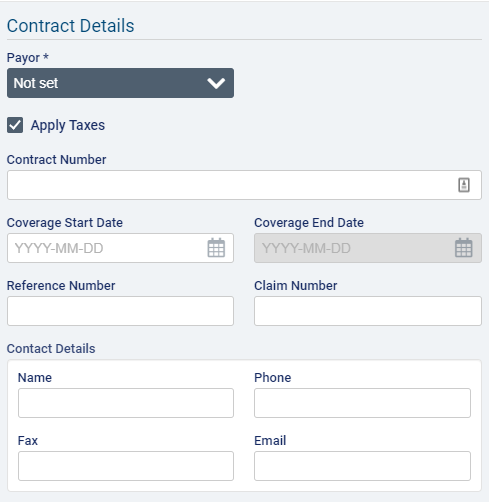 Contract Details
Payor *
Not set
Apply Taxes
Contract Number
Coverage Start Date
Coverage End Date
YYYY-MM-DD
YYYY-MM-DD
Reference Number
Claim Number
Contact Details
Name
Phone
Fax
Email